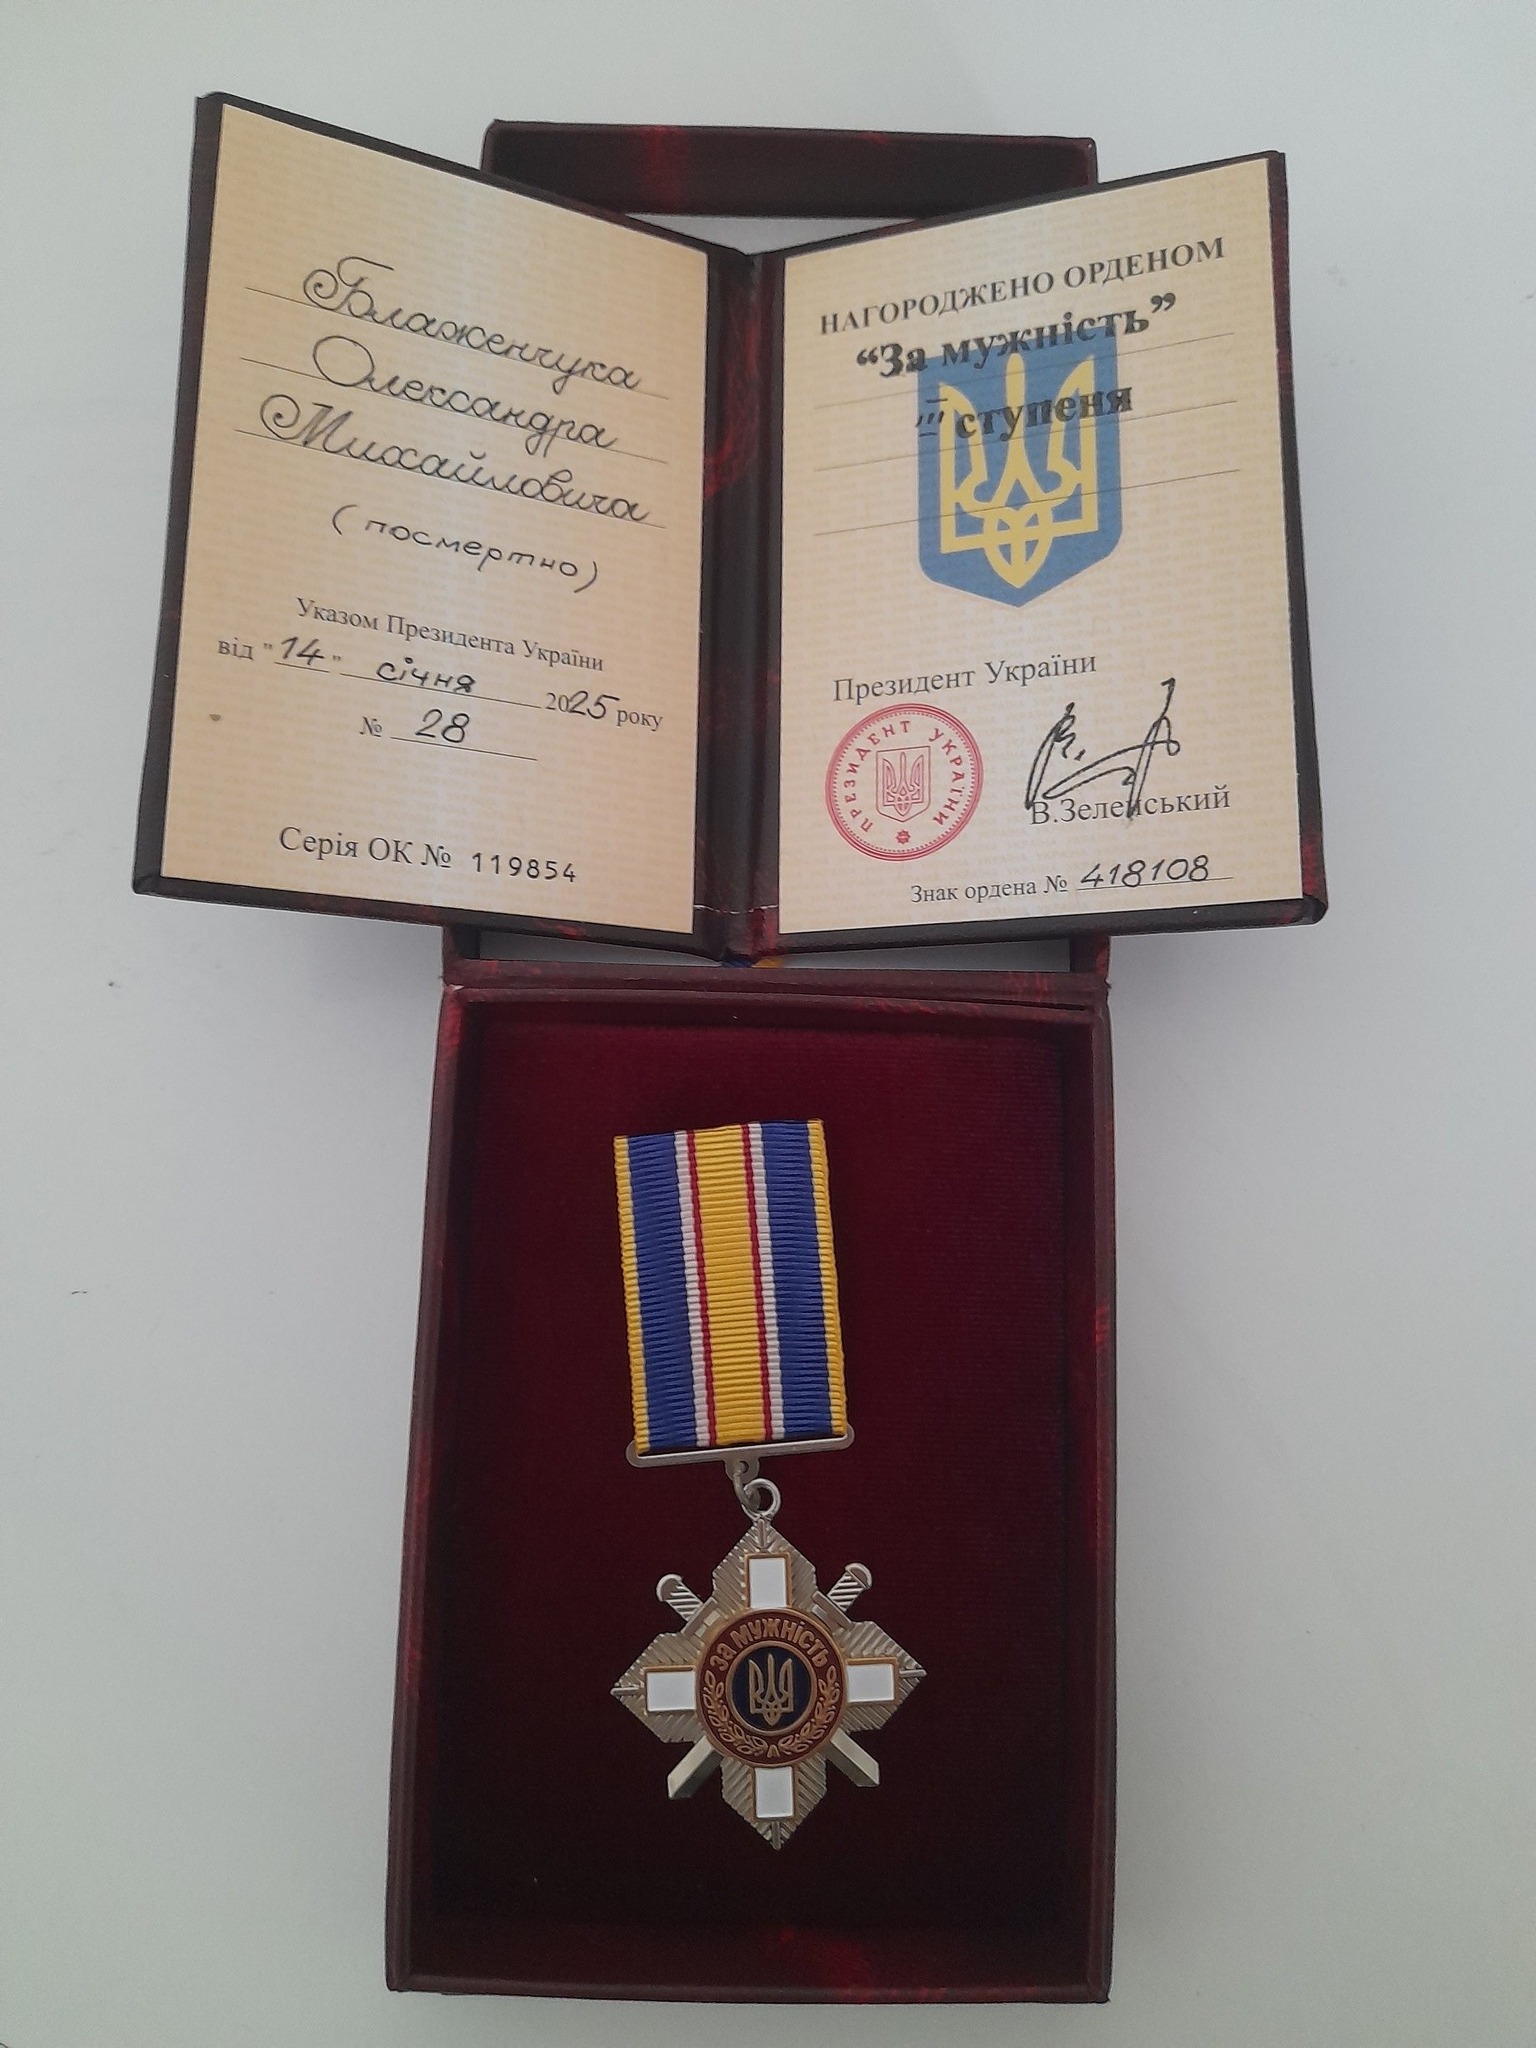 Блаженчука
Олександра
Михайловича
(посмертно)
Указом Президента України
від "14" січня 2025 року
№ 28
Серія ОК № 119854
НАГОРОДЖЕНО ОРДЕНОМ
“За мужність”
III ступеня
Президент України
ПРЕЗИДЕНТ УКРАЇНИ
В.Зеленський
Знак ордена № 418108
ЗА МУЖНІСТЬ